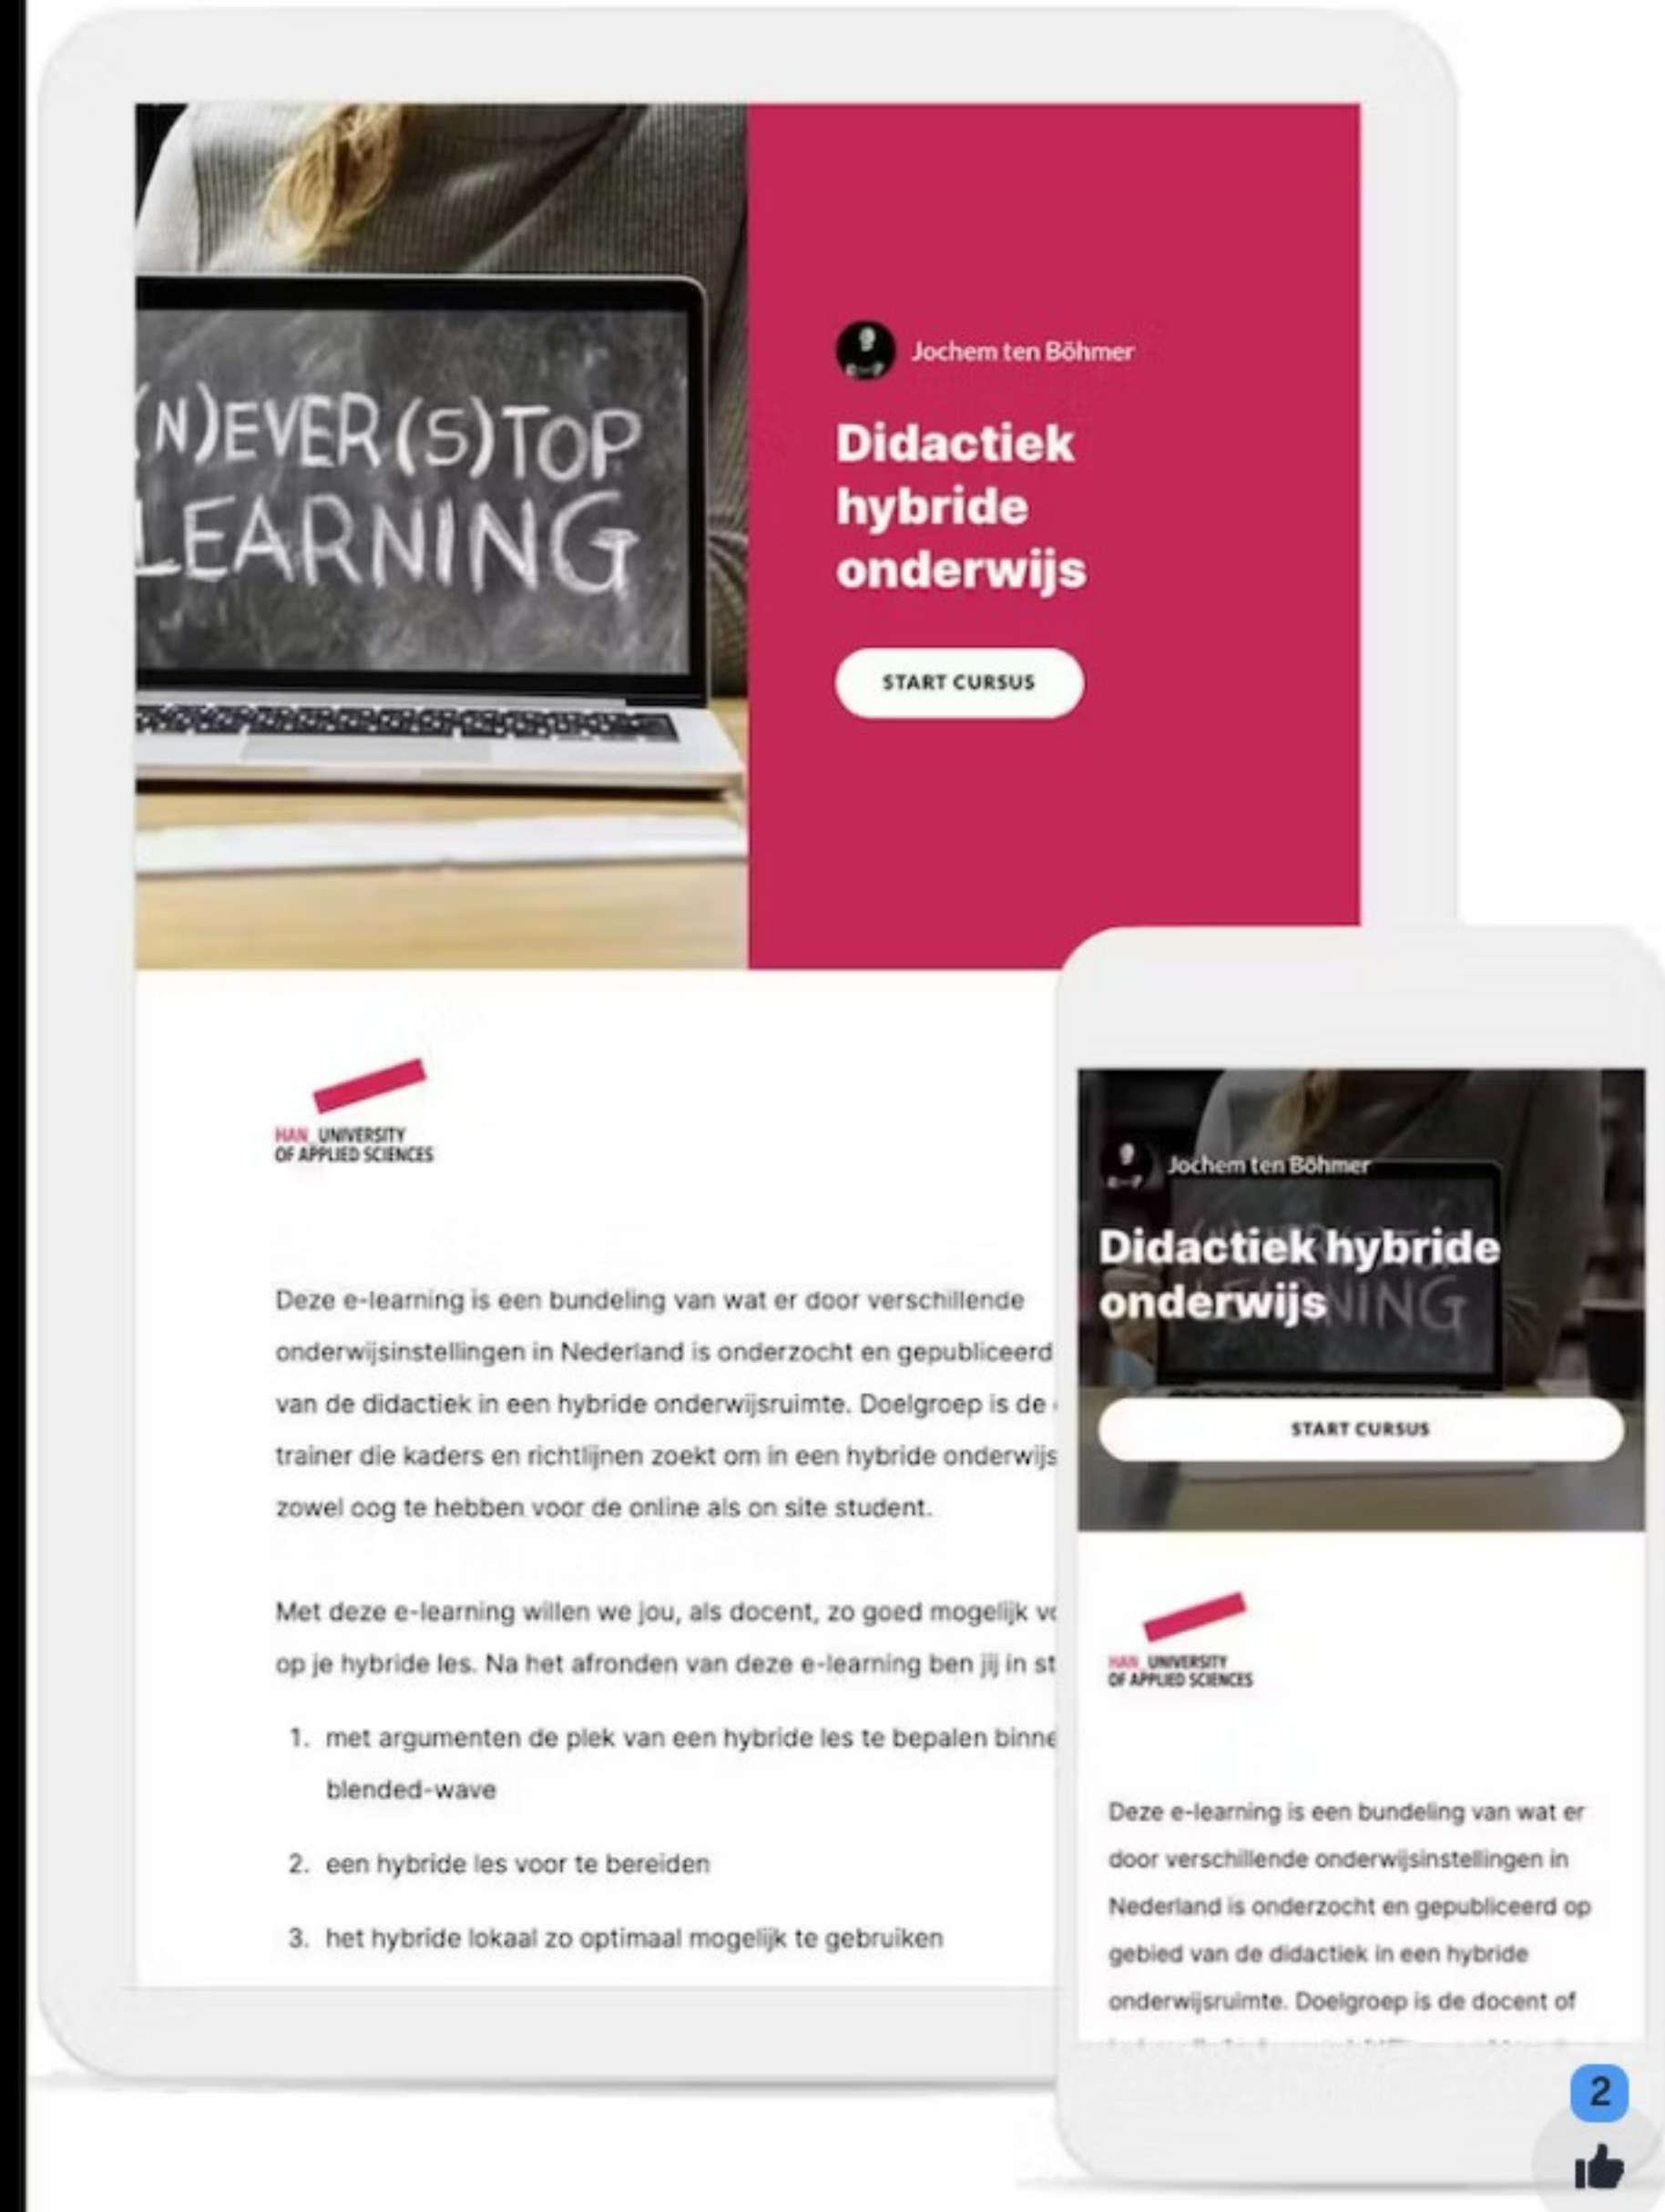 (N)EVER (S)TOP
LEARNING
Jochem ten Böhmer
Didactiek
hybride
onderwijs
START CURSUS
HAN_UNIVERSITY
OF APPLIED SCIENCES
Deze e-learning is een bundeling van wat er door verschillende
onderwijsinstellingen in Nederland is onderzocht en gepubliceerd
van de didactiek in een hybride onderwijsruimte. Doelgroep is de
trainer die kaders en richtlijnen zoekt om in een hybride onderwijs
zowel oog te hebben voor de online als on site student.
Met deze e-learning willen we jou, als docent, zo goed mogelijk
op je hybride les. Na het afronden van deze e-learning ben jij in st
1. met argumenten de plek van een hybride les te bepalen binne
blended-wave
2. een hybride les voor te bereiden
3. het hybride lokaal zo optimaal mogelijk te gebruiken
Jochem ten Böhmer
Didactiek hybride
onderwijs
NING
START CURSUS
HAN_UNIVERSITY
OF APPLIED SCIENCES
Deze e-learning is een bundeling van wat er
door verschillende onderwijsinstellingen in
Nederland is onderzocht en gepubliceerd op
gebied van de didactiek in een hybride
onderwijsruimte. Doelgroep is de docent of
2